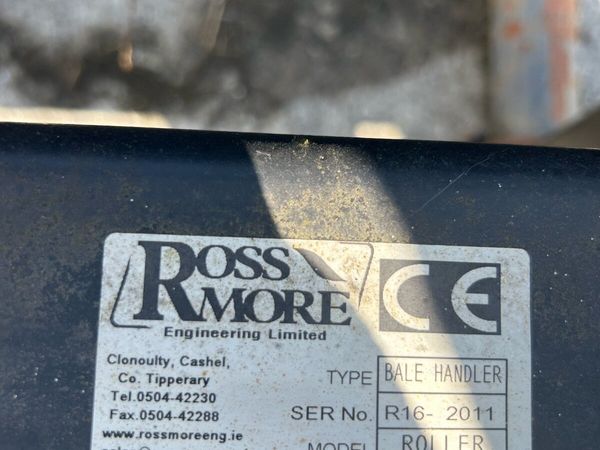 ROSS
MORE
Engineering Limited
CE
Clonoulty, Cashel,
Co. Tipperary
Tel.0504-42230
Fax.0504-42288
www.rossmoreeng.ie
TYPE BALE HANDLER
SER No. R16- 2011
MODEL ROLLER